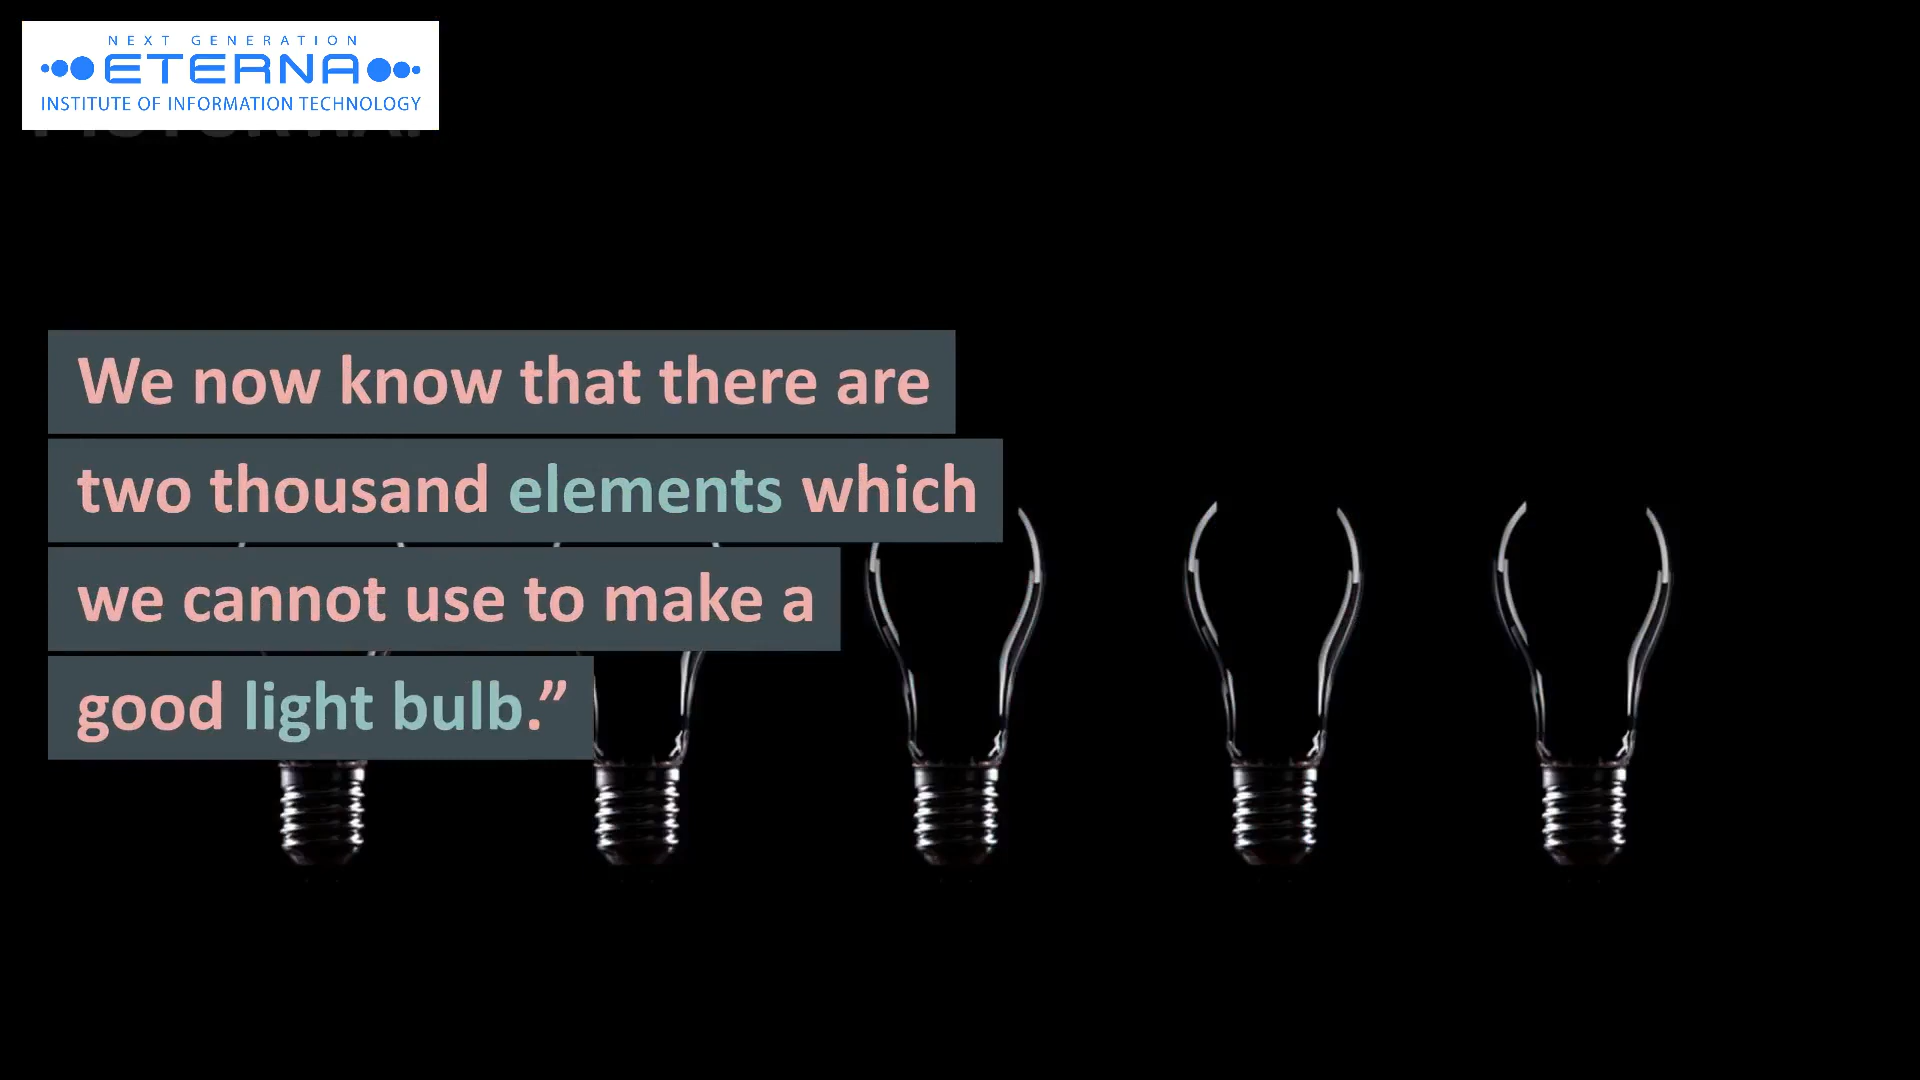 NEXT GENERATION
ETERNA
INSTITUTE OF INFORMATION TECHNOLOGY
We now know that there are
two thousand elements which
we cannot use to make a
good light bulb.”